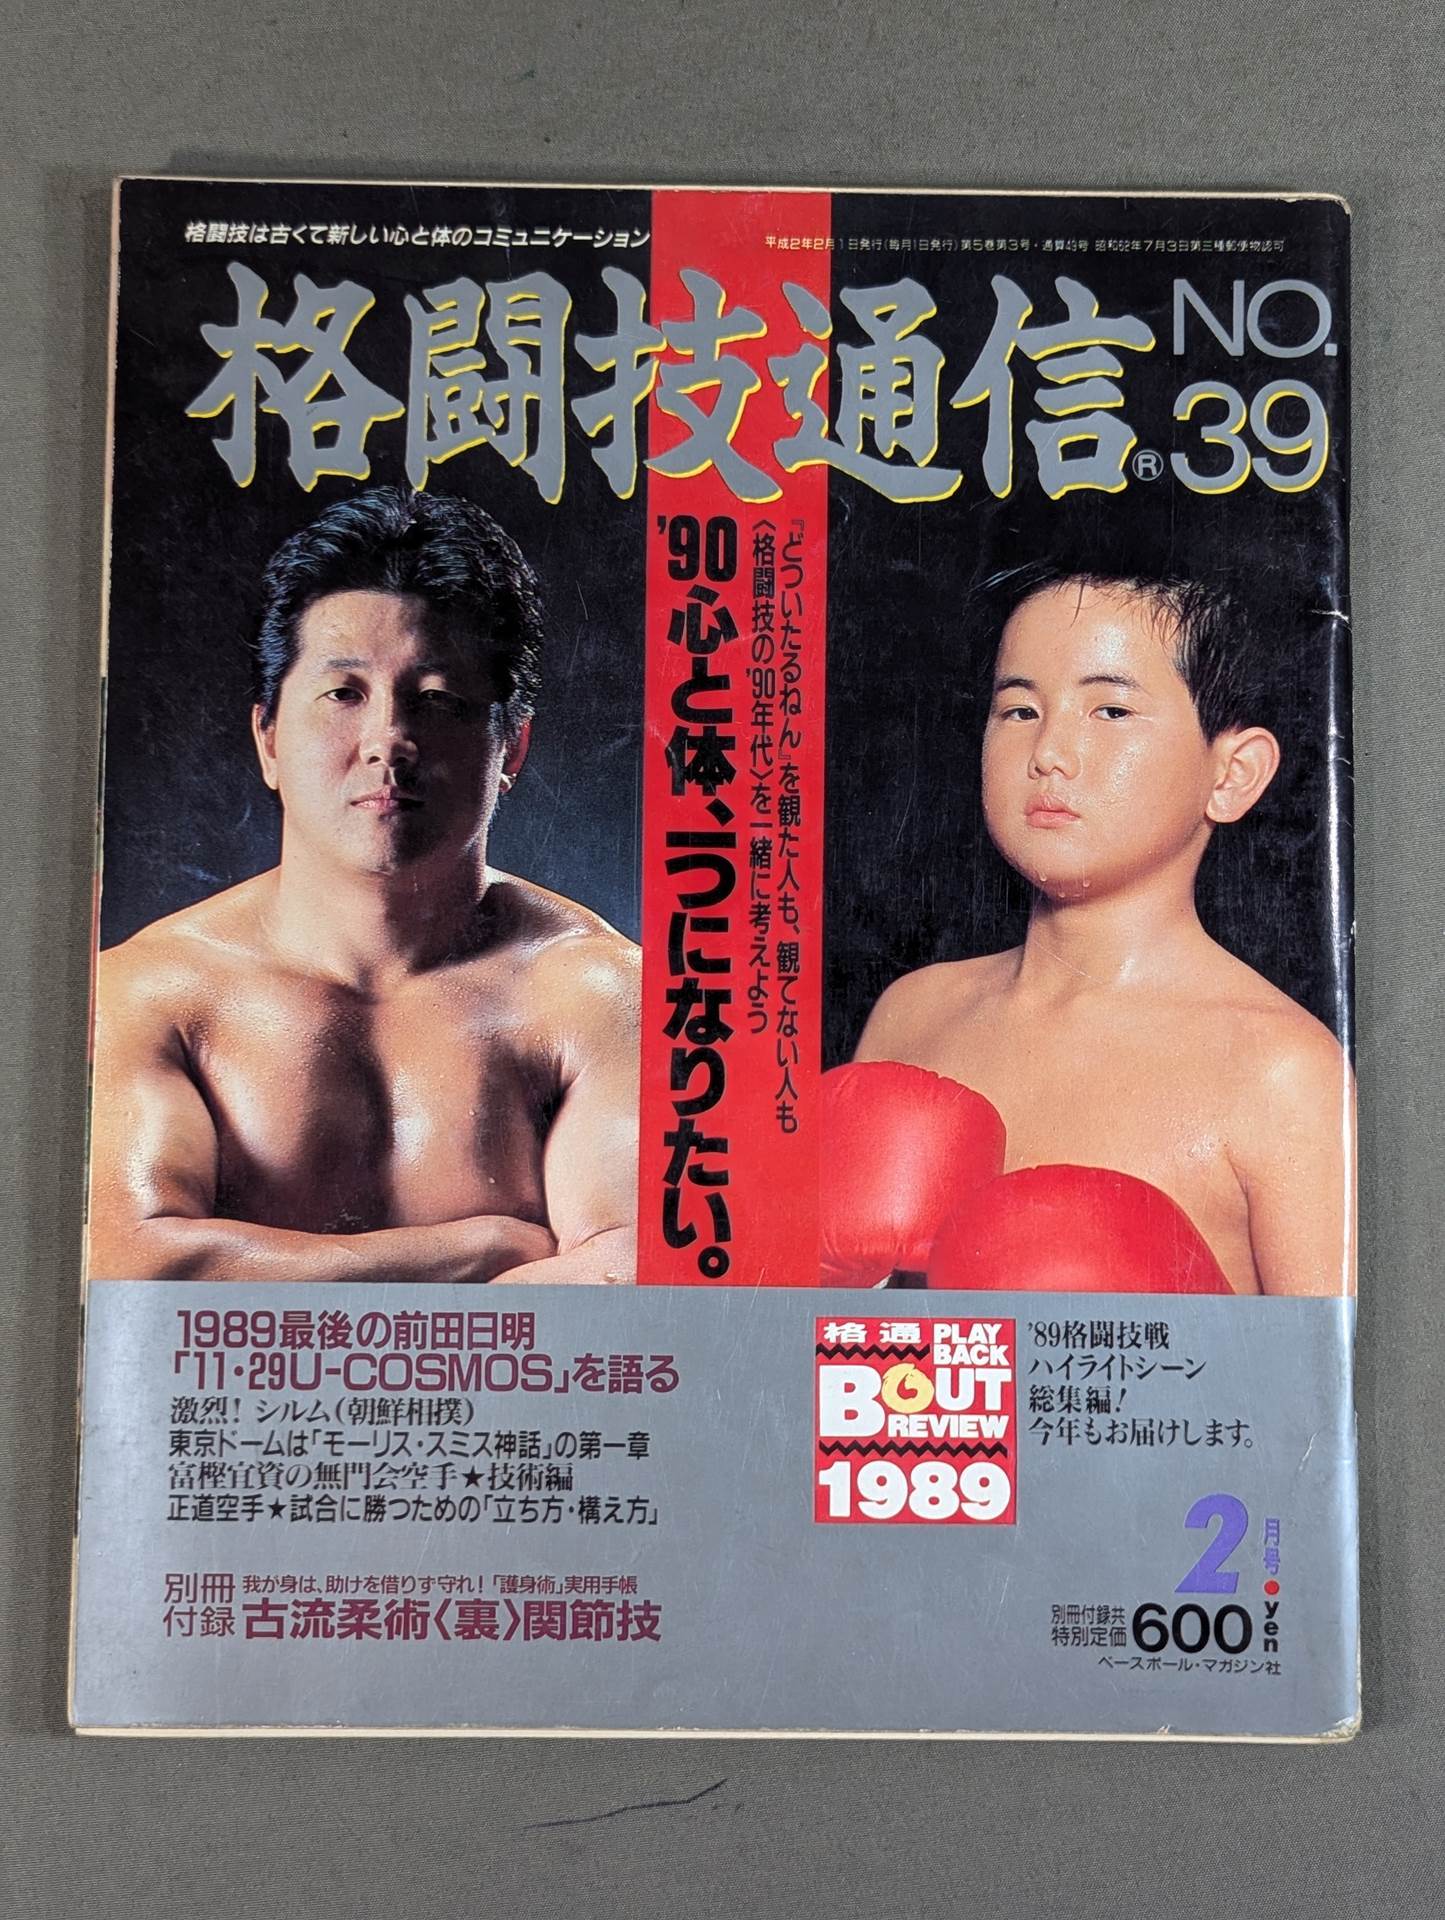 格闘技は古くて新しい心と体のコミュニケーション
平成2年2月1日発行(毎月1日発行)第5巻第3号・通算49号 昭和62年7月3日第三種郵便物認可
格闘技通信®
NO.
39
『どついたるねん』を観た人も、観てない人も
〈格闘技の'90年代〉を一緒に考えよう
'90心と体、一つになりたい。
1989最後の前田日明
「11・29U-COSMOS」を語る
激烈!シルム(朝鮮相撲)
東京ドームは「モーリス・スミス神話」の第一章
富樫宜資の無門会空手★技術編
正道空手★試合に勝つための「立ち方・構え方」
別冊
付録
我が身は、助けを借りず守れ!「護身術」実用手帳
古流柔術〈裏〉関節技
格通 PLAY
BACK
BOUT
REVIEW
1989
'89格闘技戦
ハイライトシーン
総集編!
今年もお届けします。
2月号
別冊付録共
特別定価
600yen
ベースボール・マガジン社